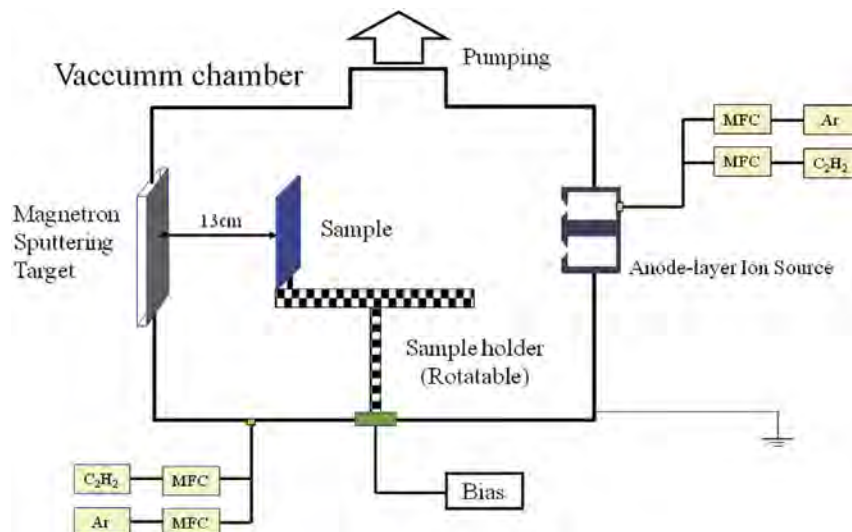 Pumping
Vaccumm chamber
MFC
Ar
MFC
C₂H₂
Magnetron
Sputtering
Target
13cm
Sample
Anode-layer Ion Source
Sample holder
(Rotatable)
C₂H₂
MFC
Ar
MFC
Bias